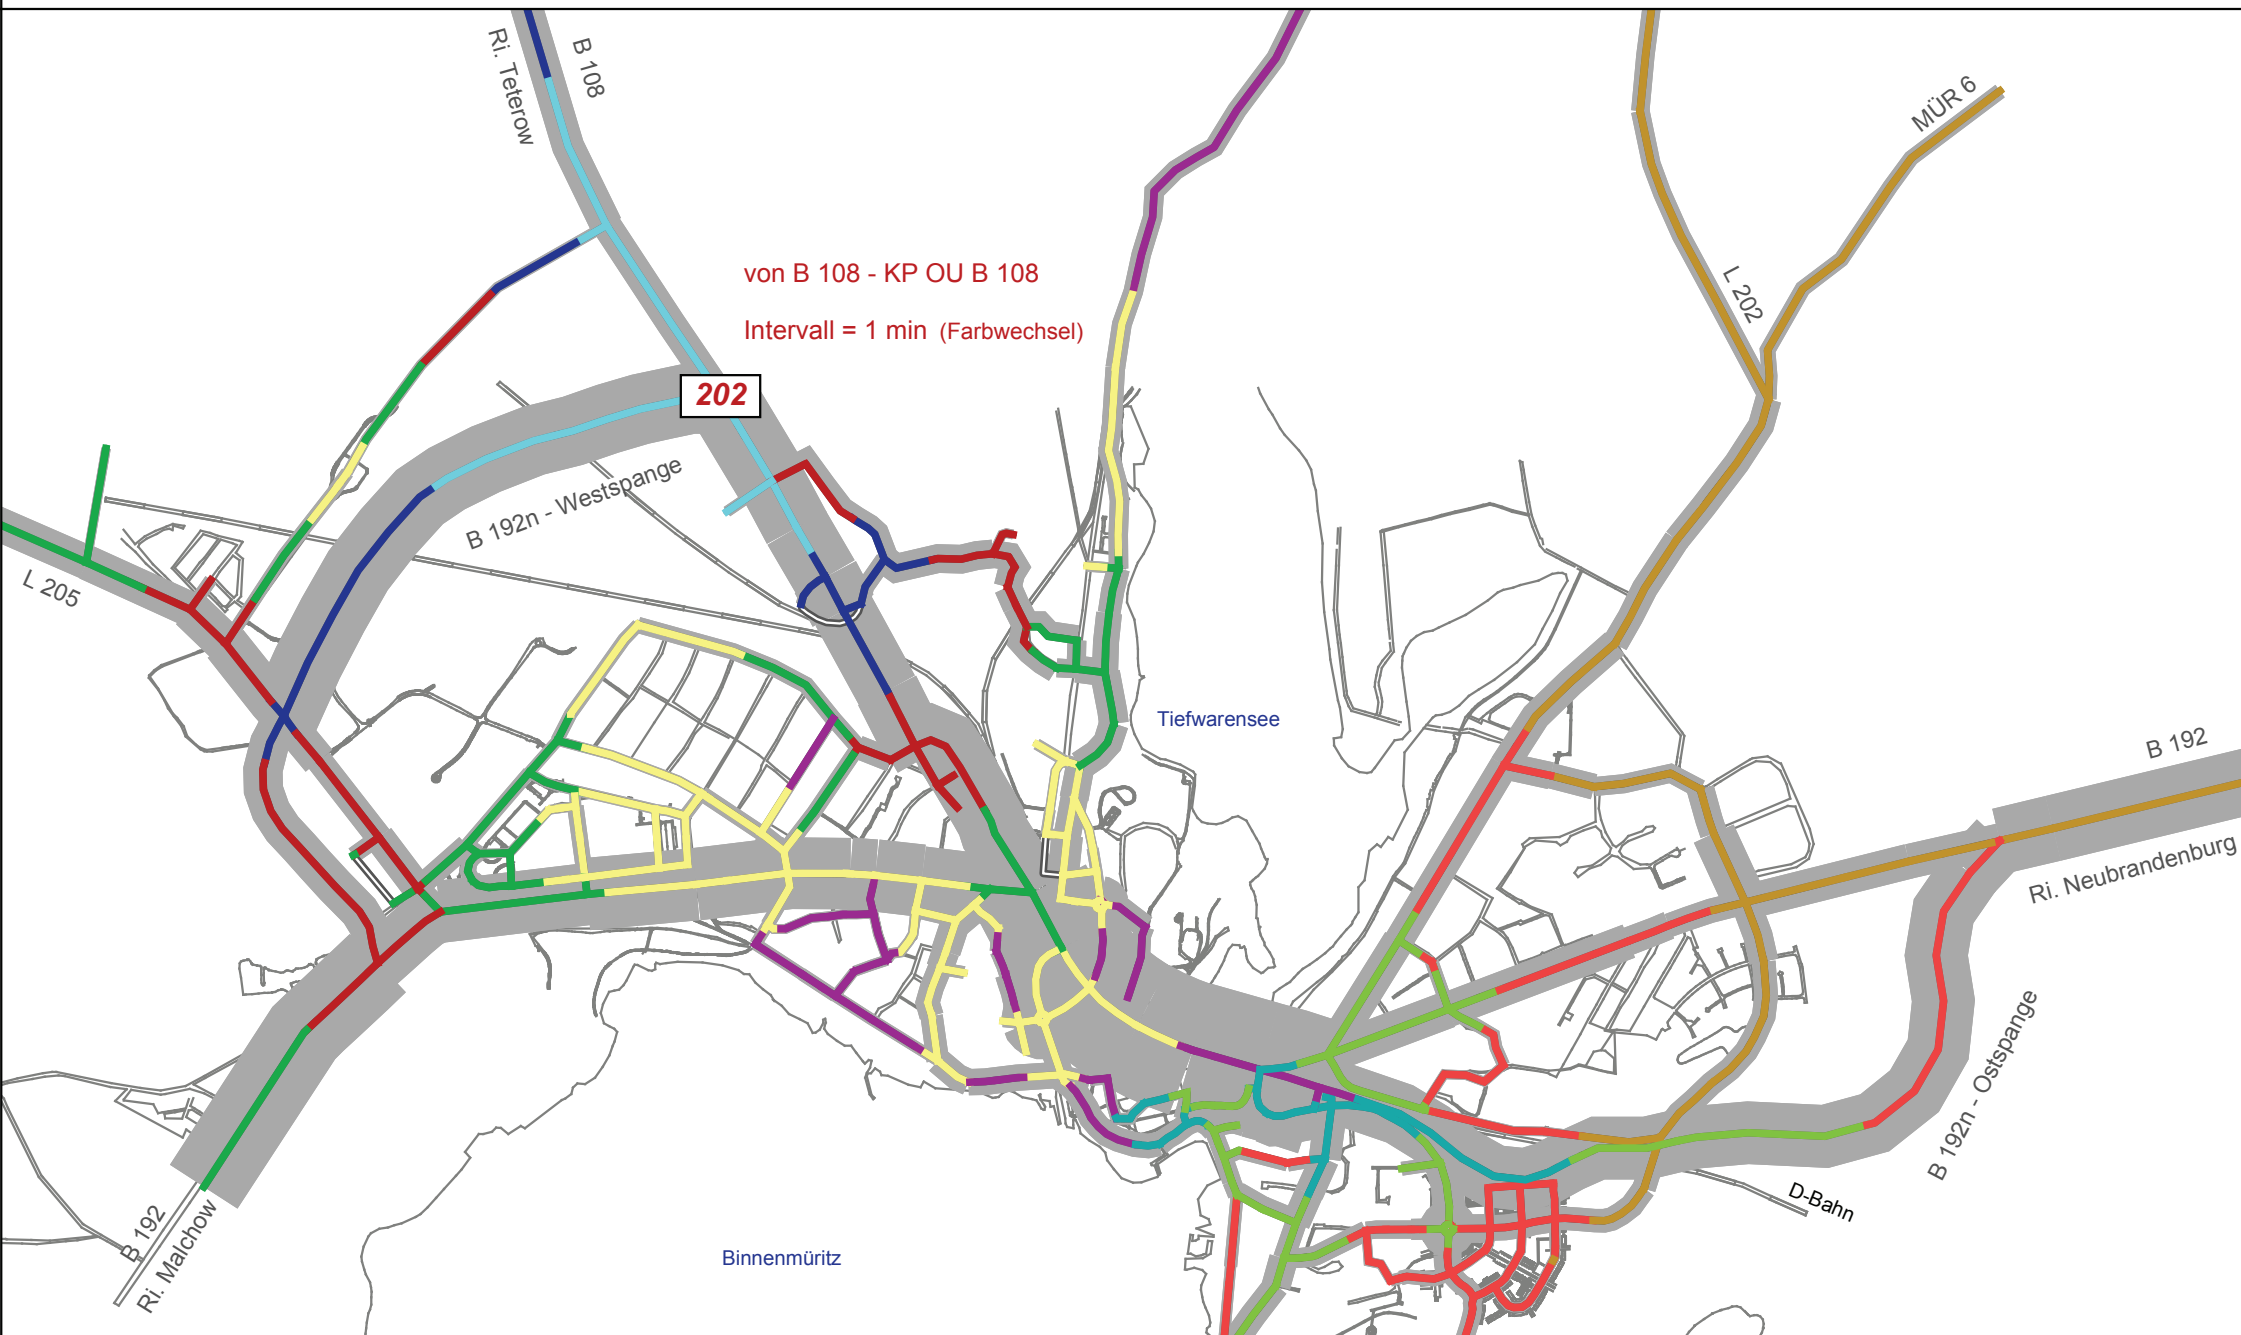 B 108
Ri. Teterow
MÜR 6
von B 108 - KP OU B 108
L 202
Intervall = 1 min (Farbwechsel)
202
B 192n - Westspange
L 205
Tiefwarensee
B 192
Ri. Neubrandenburg
B 192n - Ostspange
D-Bahn
B 192
Ri. Malchow
Binnenmüritz